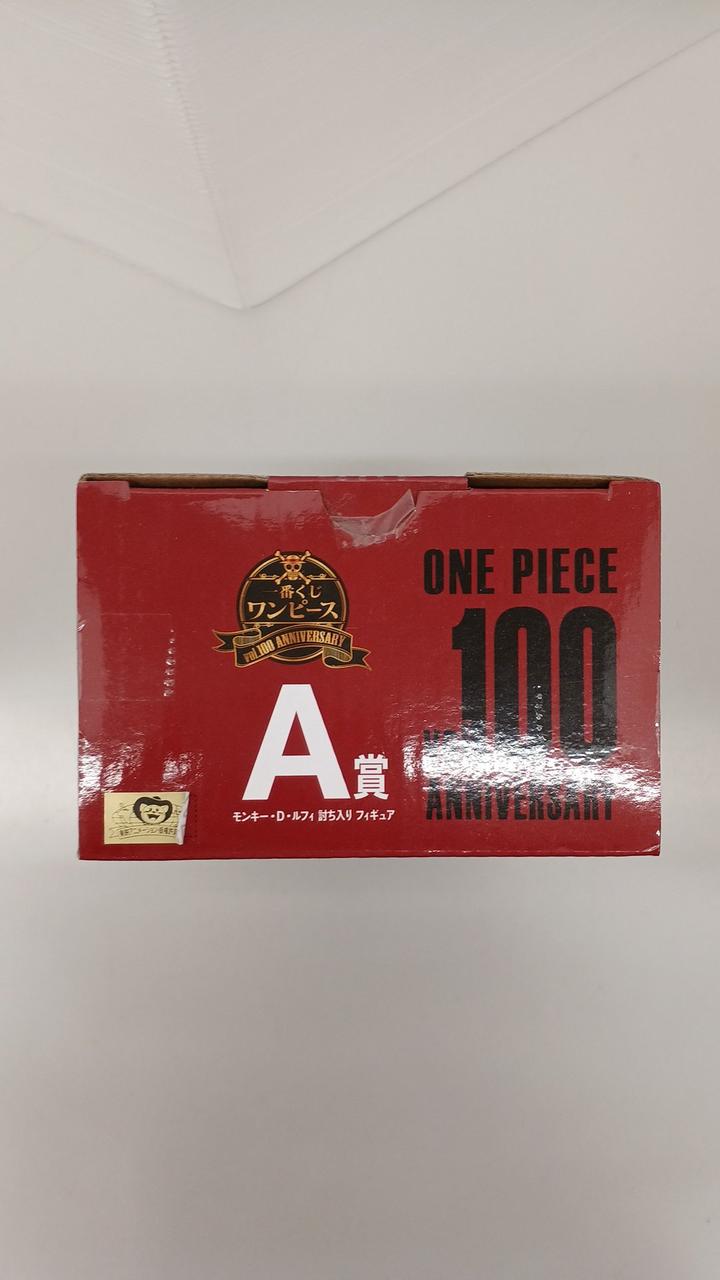 一番くじ
ワンピース
vol.100 ANNIVERSARY
A賞
モンキー・D・ルフィ 討ち入り フィギュア
ONE PIECE
100
ANNIVERSARY